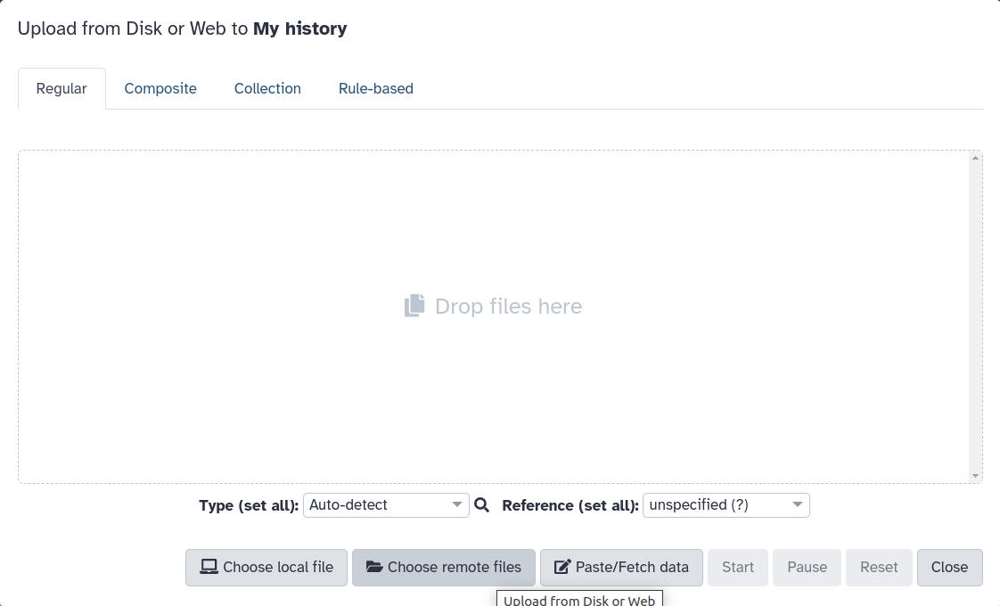 Upload from Disk or Web to My history
Regular Composite Collection Rule-based
Drop files here
Type (set all): Auto-detect Reference (set all): unspecified (?)
Choose local file Choose remote files Paste/Fetch data Start Pause Reset Close
Upload from Disk or Web